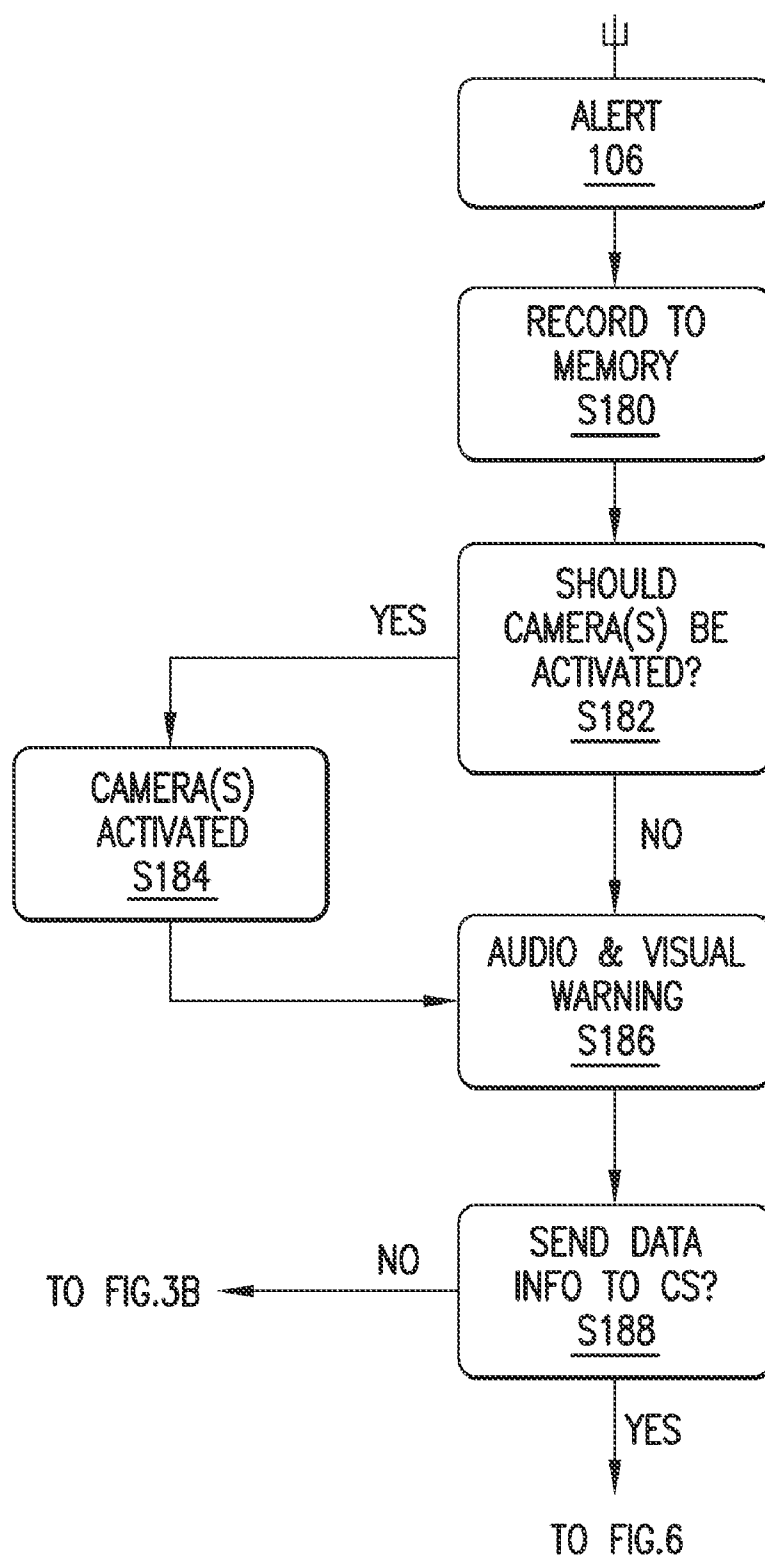 ALERT
106
RECORD TO
MEMORY
S180
SHOULD
CAMERA(S) BE
ACTIVATED?
S182
YES
CAMERA(S)
ACTIVATED
S184
NO
AUDIO & VISUAL
WARNING
S186
SEND DATA
INFO TO CS?
S188
NO
TO FIG.3B
YES
TO FIG.6